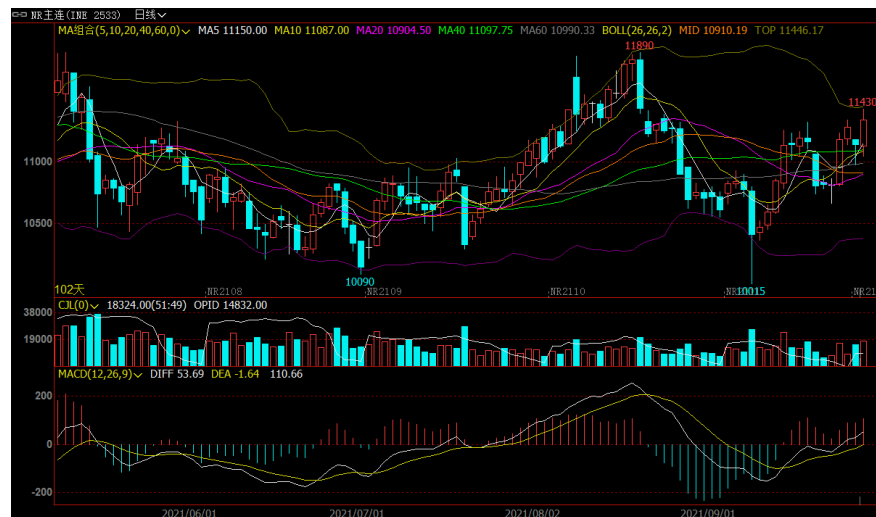 NR主连(INE 2533) 日线
MA组合(5,10,20,40,60,0) MA5 11150.00 MA10 11087.00 MA20 10904.50 MA40 11097.75 MA60 10990.33 BOLL(26,26,2) MID 10910.19 TOP 11446.17
11890
11430
11000
10500
10090
10015
102天
NR2108
NR2109
NR2110
NR21
CJL(0) 18324.00(51:49) OPID 14832.00
38000
19000
MACD(12,26,9) DIFF 53.69 DEA -1.64 110.66
200
0
-200
2021/06/01
2021/07/01
2021/08/02
2021/09/01